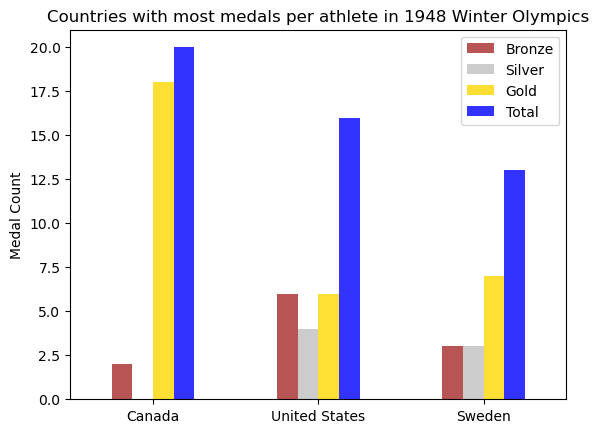 Countries with most medals per athlete in 1948 Winter Olympics
20.0
17.5
15.0
12.5
10.0
7.5
5.0
2.5
0.0
Medal Count
Bronze
Silver
Gold
Total
Canada
United States
Sweden